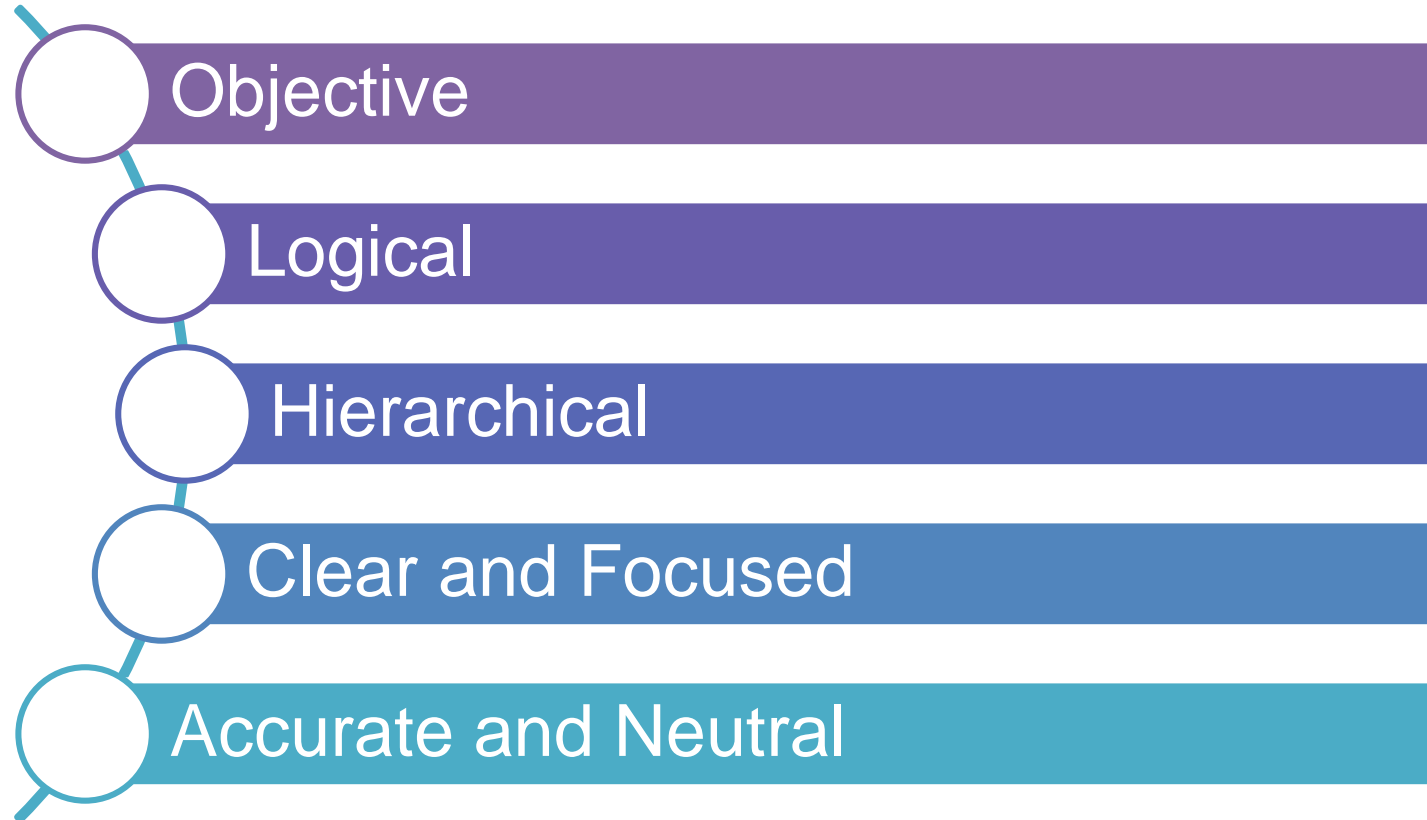 Objective
Logical
Hierarchical
Clear and Focused
Accurate and Neutral